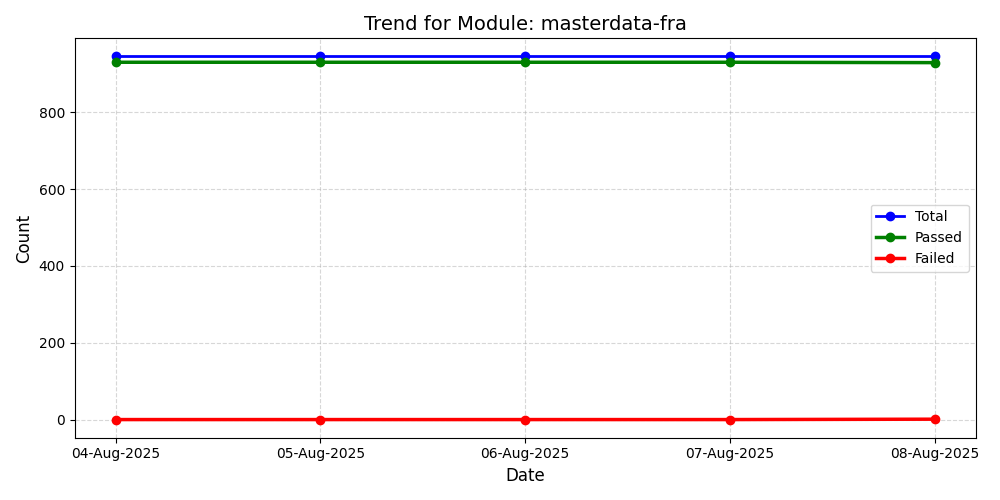 Trend for Module: masterdata-fra
Count
800
600
400
200
0
Total
Passed
Failed
04-Aug-2025 05-Aug-2025 06-Aug-2025 07-Aug-2025 08-Aug-2025
Date